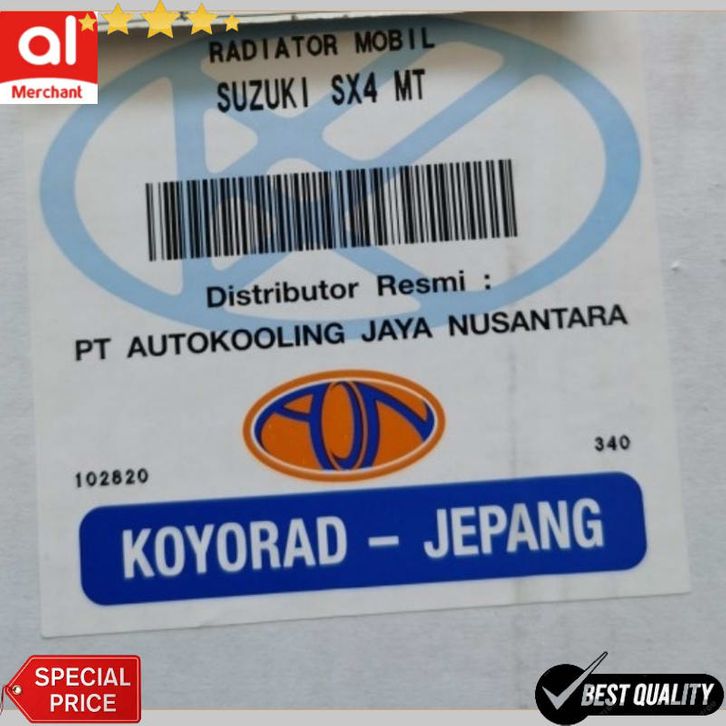 al
Merchant
RADIATOR MOBIL
SUZUKI SX4 MT
Distributor Resmi :
PT AUTOKOOLING JAYA NUSANTARA
AJN
102820
340
KOYORAD – JEPANG
SPECIAL
PRICE
BEST QUALITY